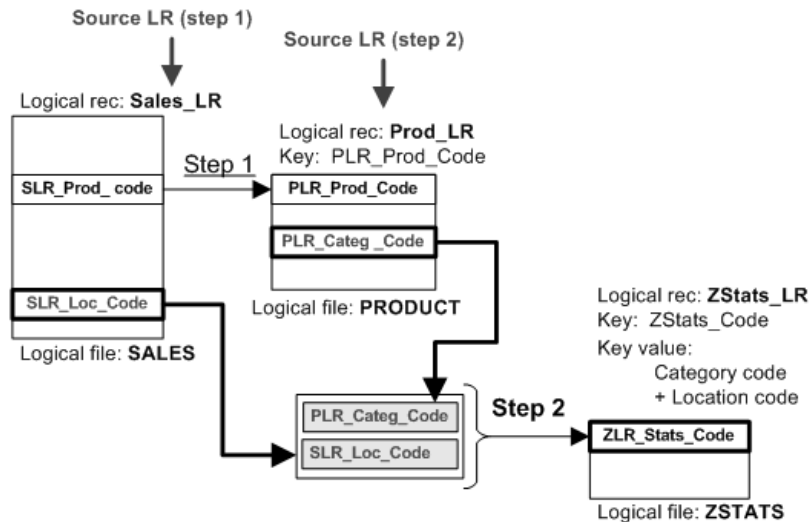 Source LR (step 1)
Source LR (step 2)
Logical rec: Sales_LR
SLR_Prod_ code
SLR_Loc_Code
Logical file: SALES
Step 1
Logical rec: Prod_LR
Key: PLR_Prod_Code
PLR_Prod_Code
PLR_Categ _Code
Logical file: PRODUCT
PLR_Categ_Code
SLR_Loc_Code
Step 2
Logical rec: ZStats_LR
Key: ZStats_Code
Key value:
Category code
+ Location code
ZLR_Stats_Code
Logical file: ZSTATS